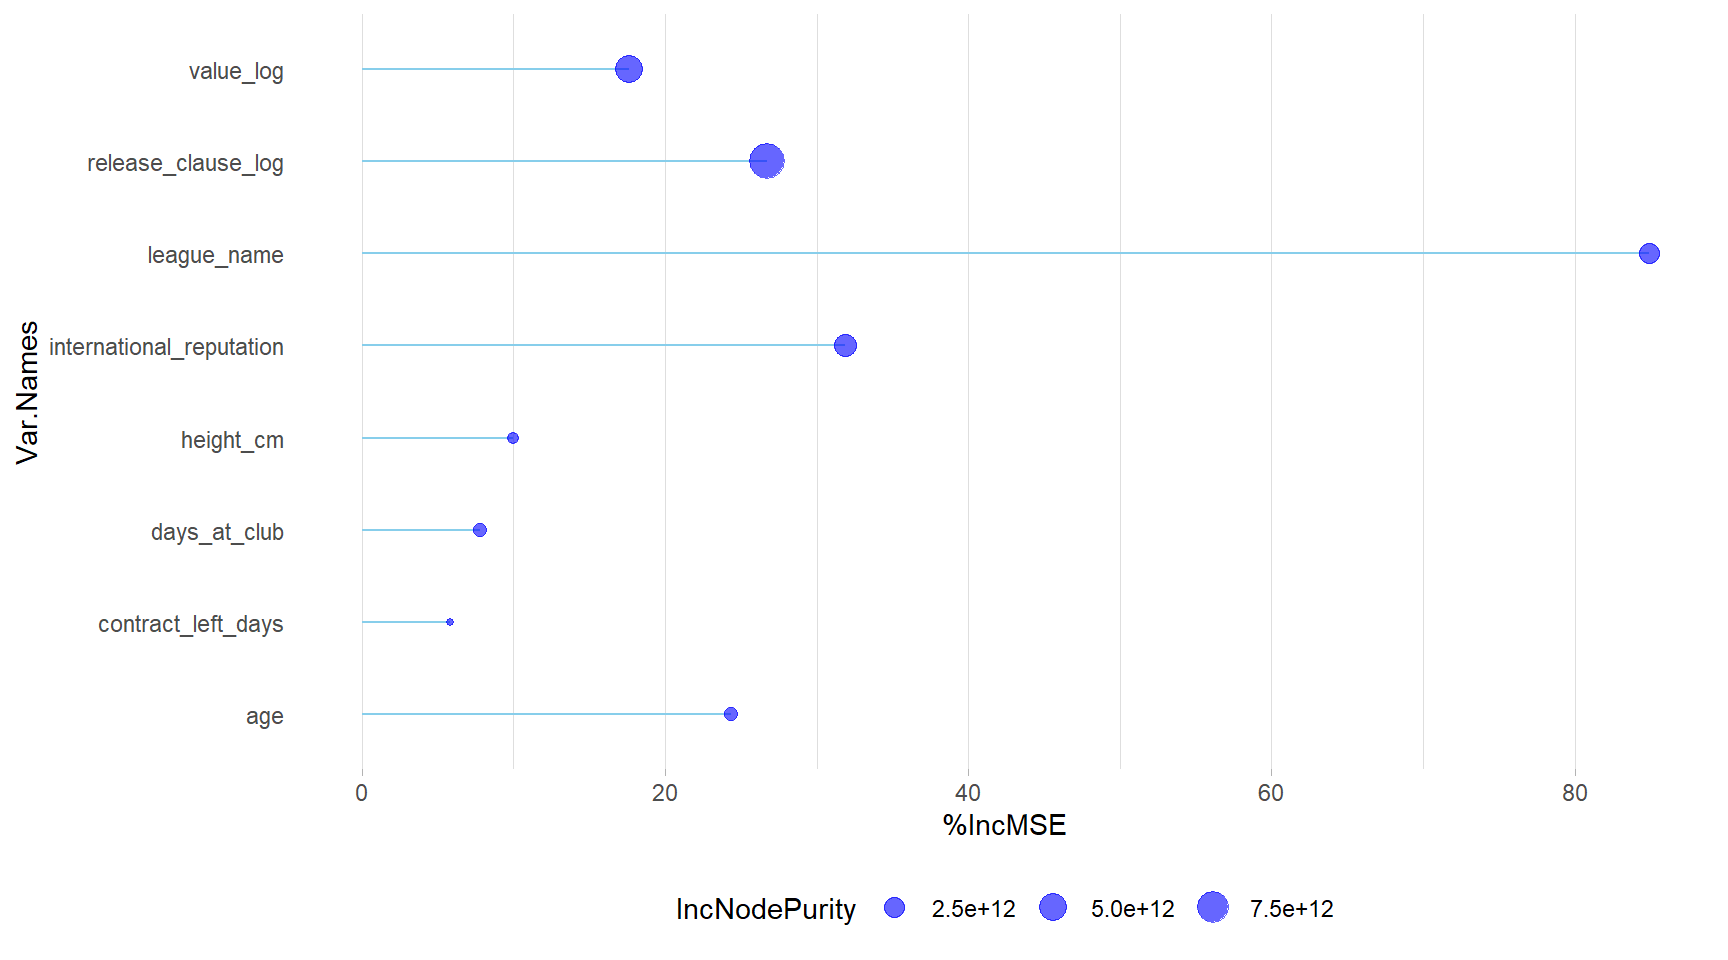 value_log
release_clause_log
league_name
international_reputation
height_cm
days_at_club
contract_left_days
age
Var.Names
0 20 40 60 80
%IncMSE
IncNodePurity 2.5e+12 5.0e+12 7.5e+12